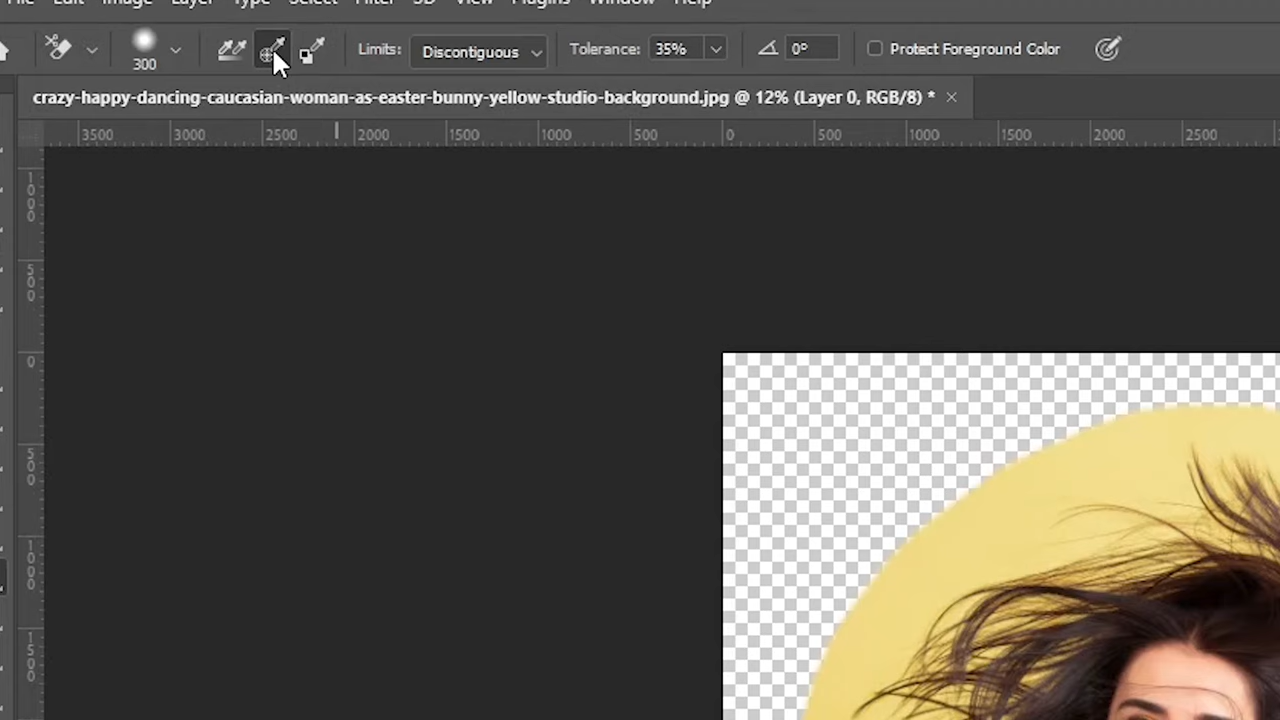 File Edit Image Layer Type Select Filter 3D View Plugins Window Help
300 Limits: Discontiguous Tolerance: 35% 0° Protect Foreground Color
crazy-happy-dancing-caucasian-woman-as-easter-bunny-yellow-studio-background.jpg @ 12% (Layer 0, RGB/8) * ×
3500 3000 2500 2000 1500 1000 500 0 500 1000 1500 2000 2500
1000
500
0
500
1000
1500